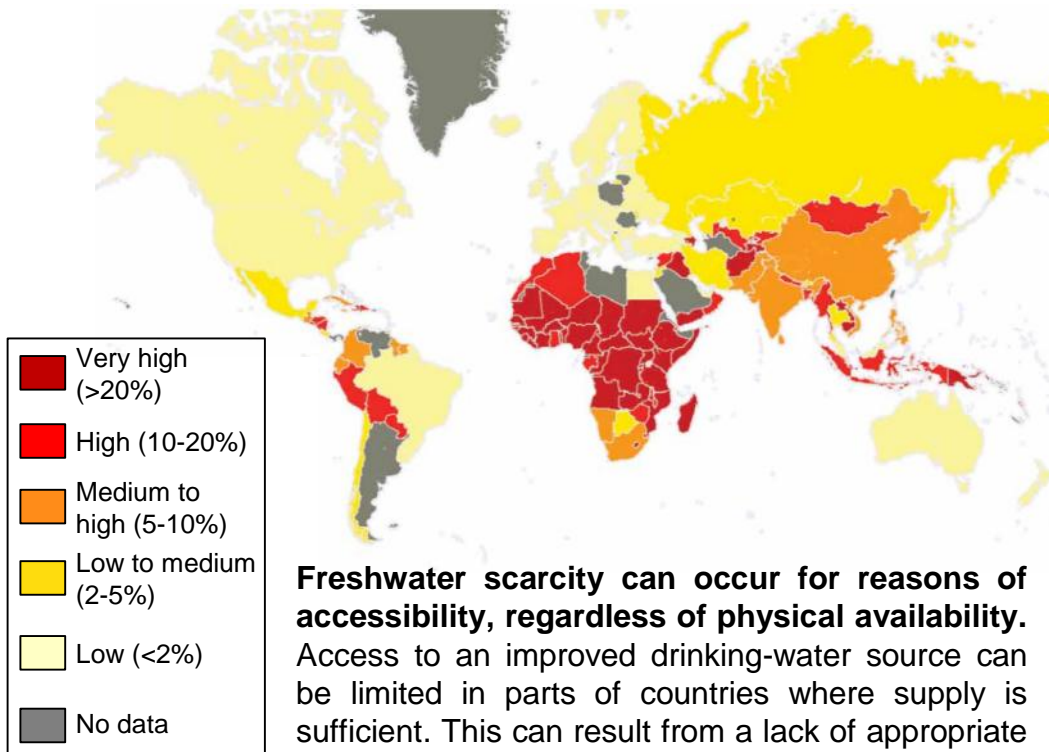 Very high
(>20%)
High (10-20%)
Medium to
high (5-10%)
Low to medium
(2-5%)
Low (<2%)
No data
Freshwater scarcity can occur for reasons of
accessibility, regardless of physical availability.
Access to an improved drinking-water source can
be limited in parts of countries where supply is
sufficient. This can result from a lack of appropriate